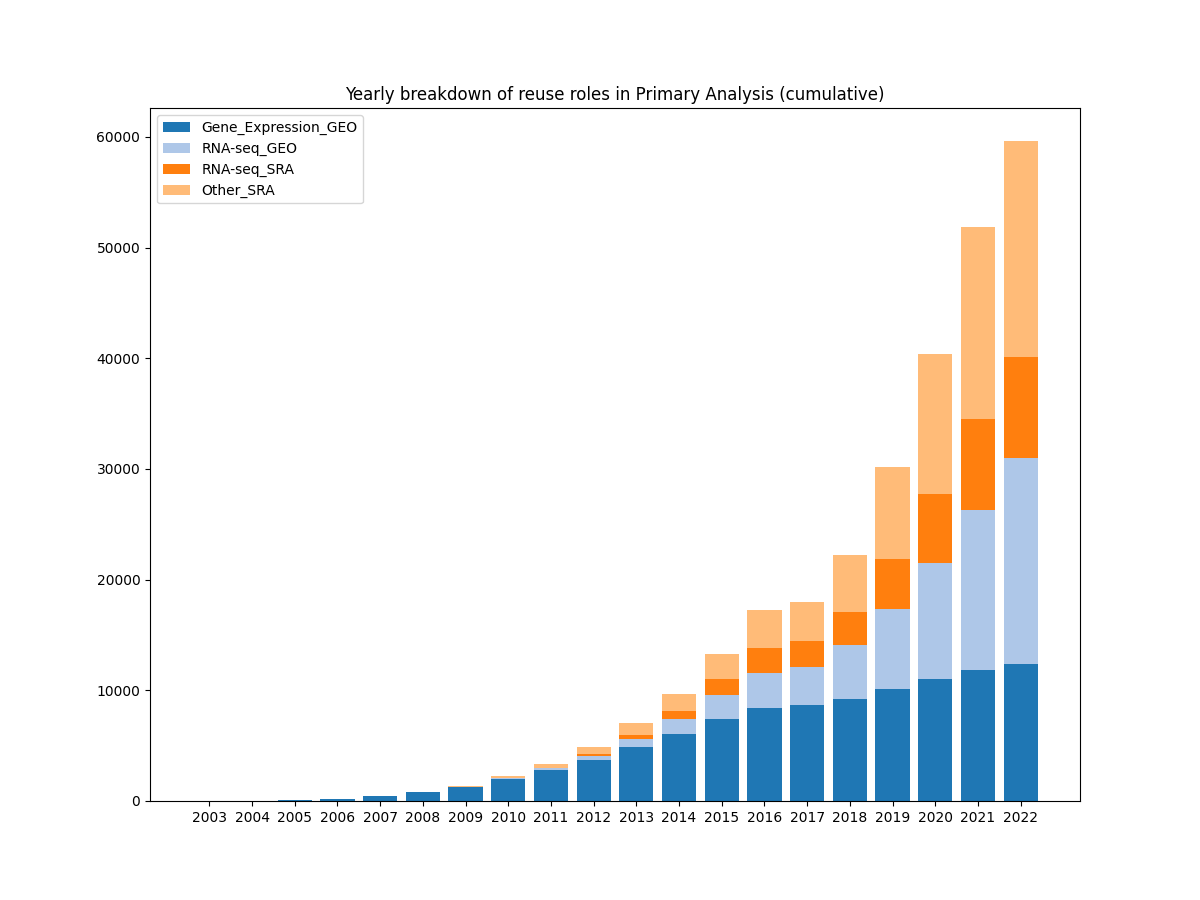 Yearly breakdown of reuse roles in Primary Analysis (cumulative)
Gene_Expression_GEO
RNA-seq_GEO
RNA-seq_SRA
Other_SRA
60000
50000
40000
30000
20000
10000
0
2003 2004 2005 2006 2007 2008 2009 2010 2011 2012 2013 2014 2015 2016 2017 2018 2019 2020 2021 2022